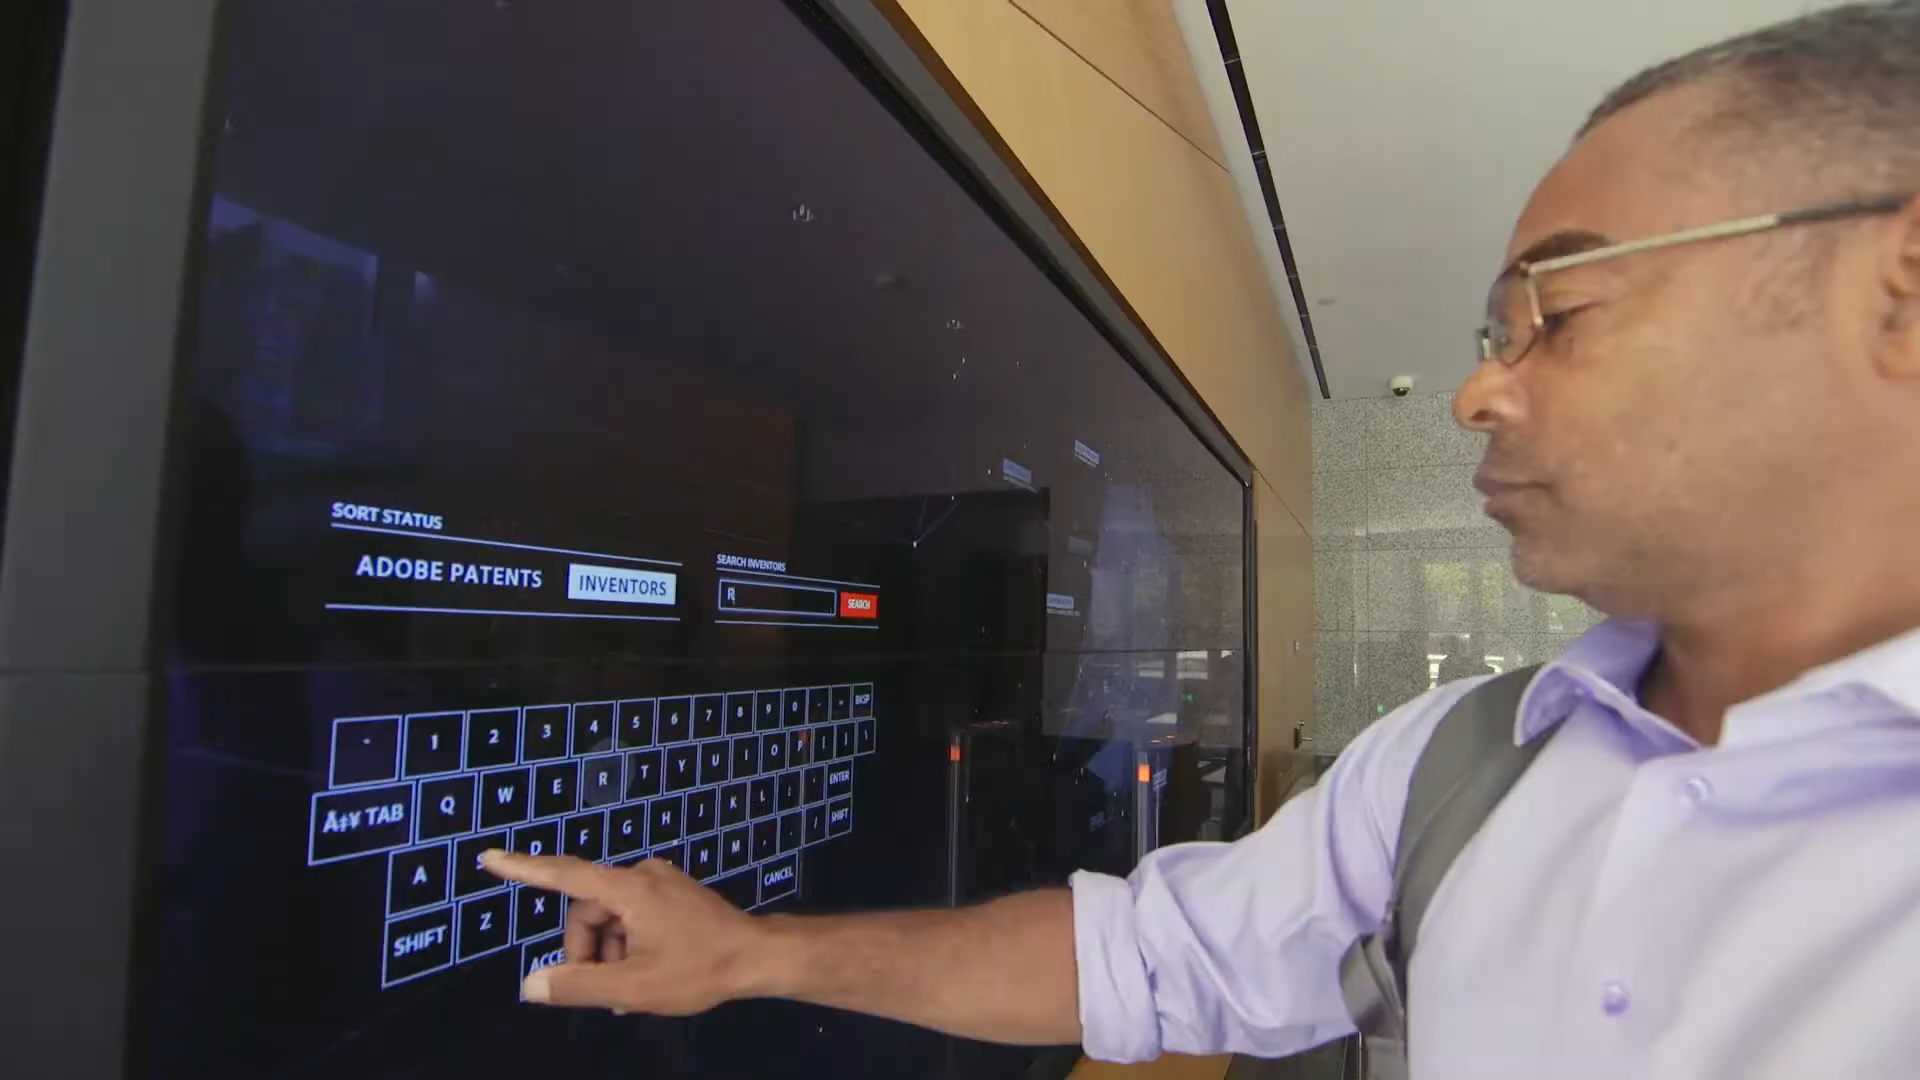 SORT STATUS
ADOBE PATENTS INVENTORS
SEARCH INVENTORS
R SEARCH
- 1 2 3 4 5 6 7 8 9 0 - = BKSP
Å‡¥ TAB Q W E R T Y U I O P [ ] \
A S D F G H J K L ; ' ENTER
SHIFT Z X N M , . / SHIFT
ACCE CANCEL